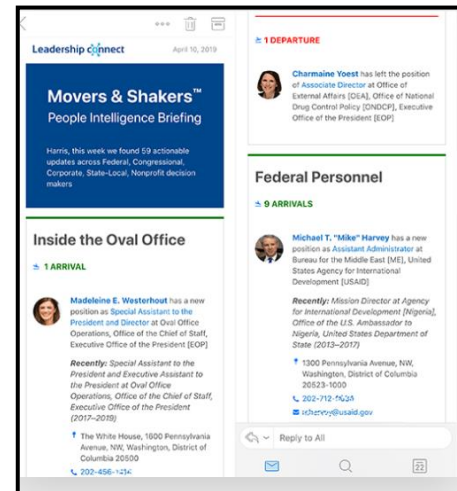 Leadership connect
April 10, 2019
Movers & Shakers™
People Intelligence Briefing
Harris, this week we found 59 actionable
updates across Federal, Congressional,
Corporate, State-Local, Nonprofit decision
makers
Inside the Oval Office
1 ARRIVAL
Madeleine E. Westerhout has a new
position as Special Assistant to the
President and Director at Oval Office
Operations, Office of the Chief of Staff,
Executive Office of the President [EOP]
Recently: Special Assistant to the
President and Executive Assistant to
the President at Oval Office
Operations, Office of the Chief of Staff,
Executive Office of the President
(2017–2019)
The White House, 1600 Pennsylvania
Avenue, NW, Washington, District of
Columbia 20500
202-456-
1 DEPARTURE
Charmaine Yoest has left the position
of Associate Director at Office of
External Affairs [DEA], Office of National
Drug Control Policy [ONDCP], Executive
Office of the President [EOP]
Federal Personnel
9 ARRIVALS
Michael T. "Mike" Harvey has a new
position as Assistant Administrator at
Bureau for the Middle East [ME], United
States Agency for International
Development [USAID]
Recently: Mission Director at Agency
for International Development [Nigeria],
Office of the U.S. Ambassador to
Nigeria, United States Department of
State (2013–2017)
1300 Pennsylvania Avenue, NW,
Washington, District of Columbia
20523-1000
202-712-
Reply to All
22